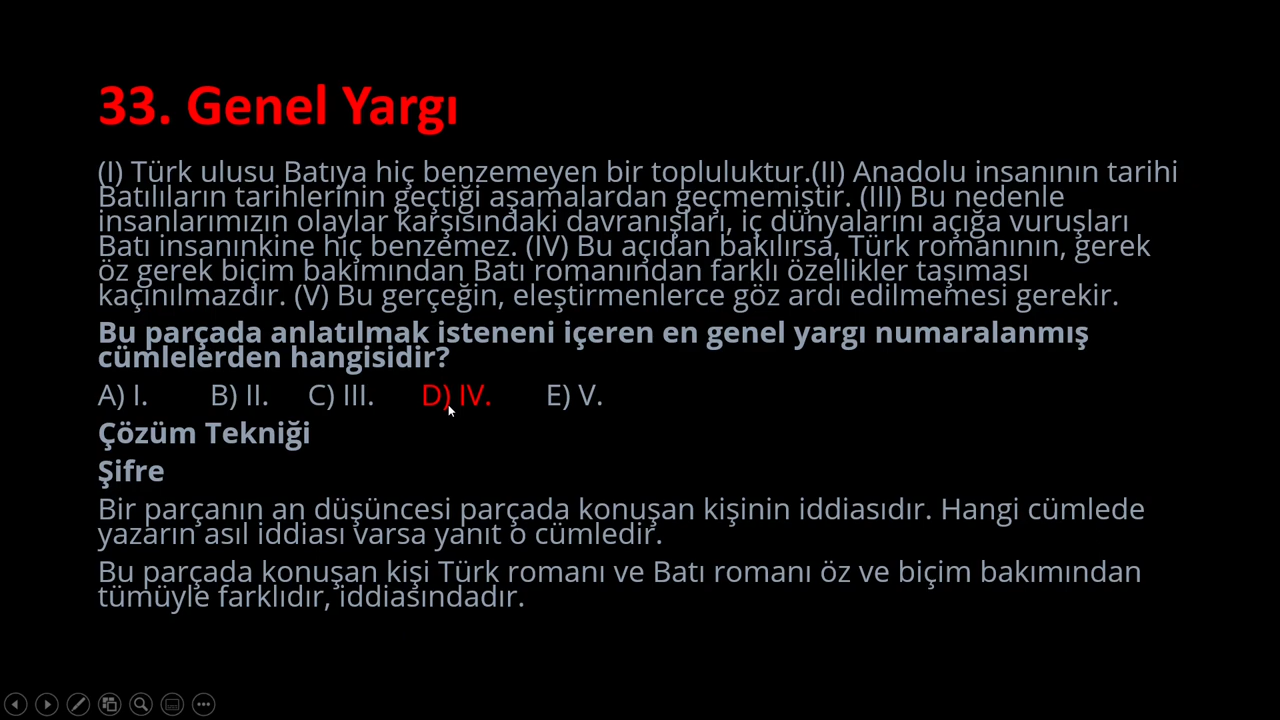 33. Genel Yargı
(I) Türk ulusu Batıya hiç benzemeyen bir topluluktur.(II) Anadolu insanının tarihi
Batılıların tarihlerinin geçtiği aşamalardan geçmemiştir. (III) Bu nedenle
insanlarımızın olaylar karşısındaki davranışları, iç dünyalarını açığa vuruşları
Batı insanınkine hiç benzemez. (IV) Bu açıdan bakılırsa, Türk romanının, gerek
öz gerek biçim bakımından Batı romanından farklı özellikler taşıması
kaçınılmazdır. (V) Bu gerçeğin, eleştirmenlerce göz ardı edilmemesi gerekir.
Bu parçada anlatılmak isteneni içeren en genel yargı numaralanmış
cümlelerden hangisidir?
A) I. B) II. C) III. D) IV. E) V.
Çözüm Tekniği
Şifre
Bir parçanın an düşüncesi parçada konuşan kişinin iddiasıdır. Hangi cümlede
yazarın asıl iddiası varsa yanıt o cümledir.
Bu parçada konuşan kişi Türk romanı ve Batı romanı öz ve biçim bakımından
tümüyle farklıdır, iddiasındadır.